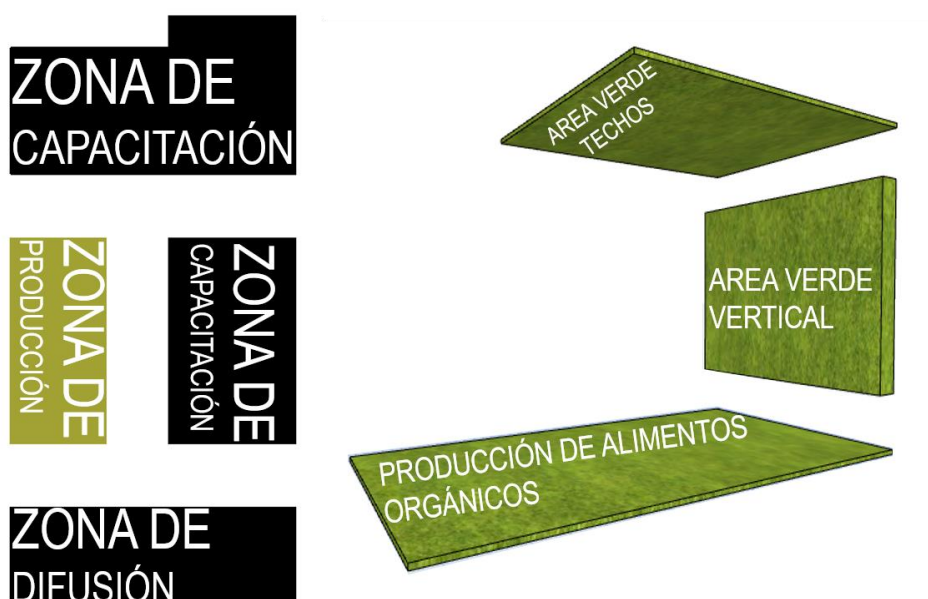 ZONA DE
CAPACITACIÓN
ZONA DE
PRODUCCIÓN
ZONA DE
CAPACITACIÓN
ZONA DE
DIFUSIÓN
AREA VERDE
TECHOS
AREA VERDE
VERTICAL
PRODUCCIÓN DE ALIMENTOS
ORGÁNICOS